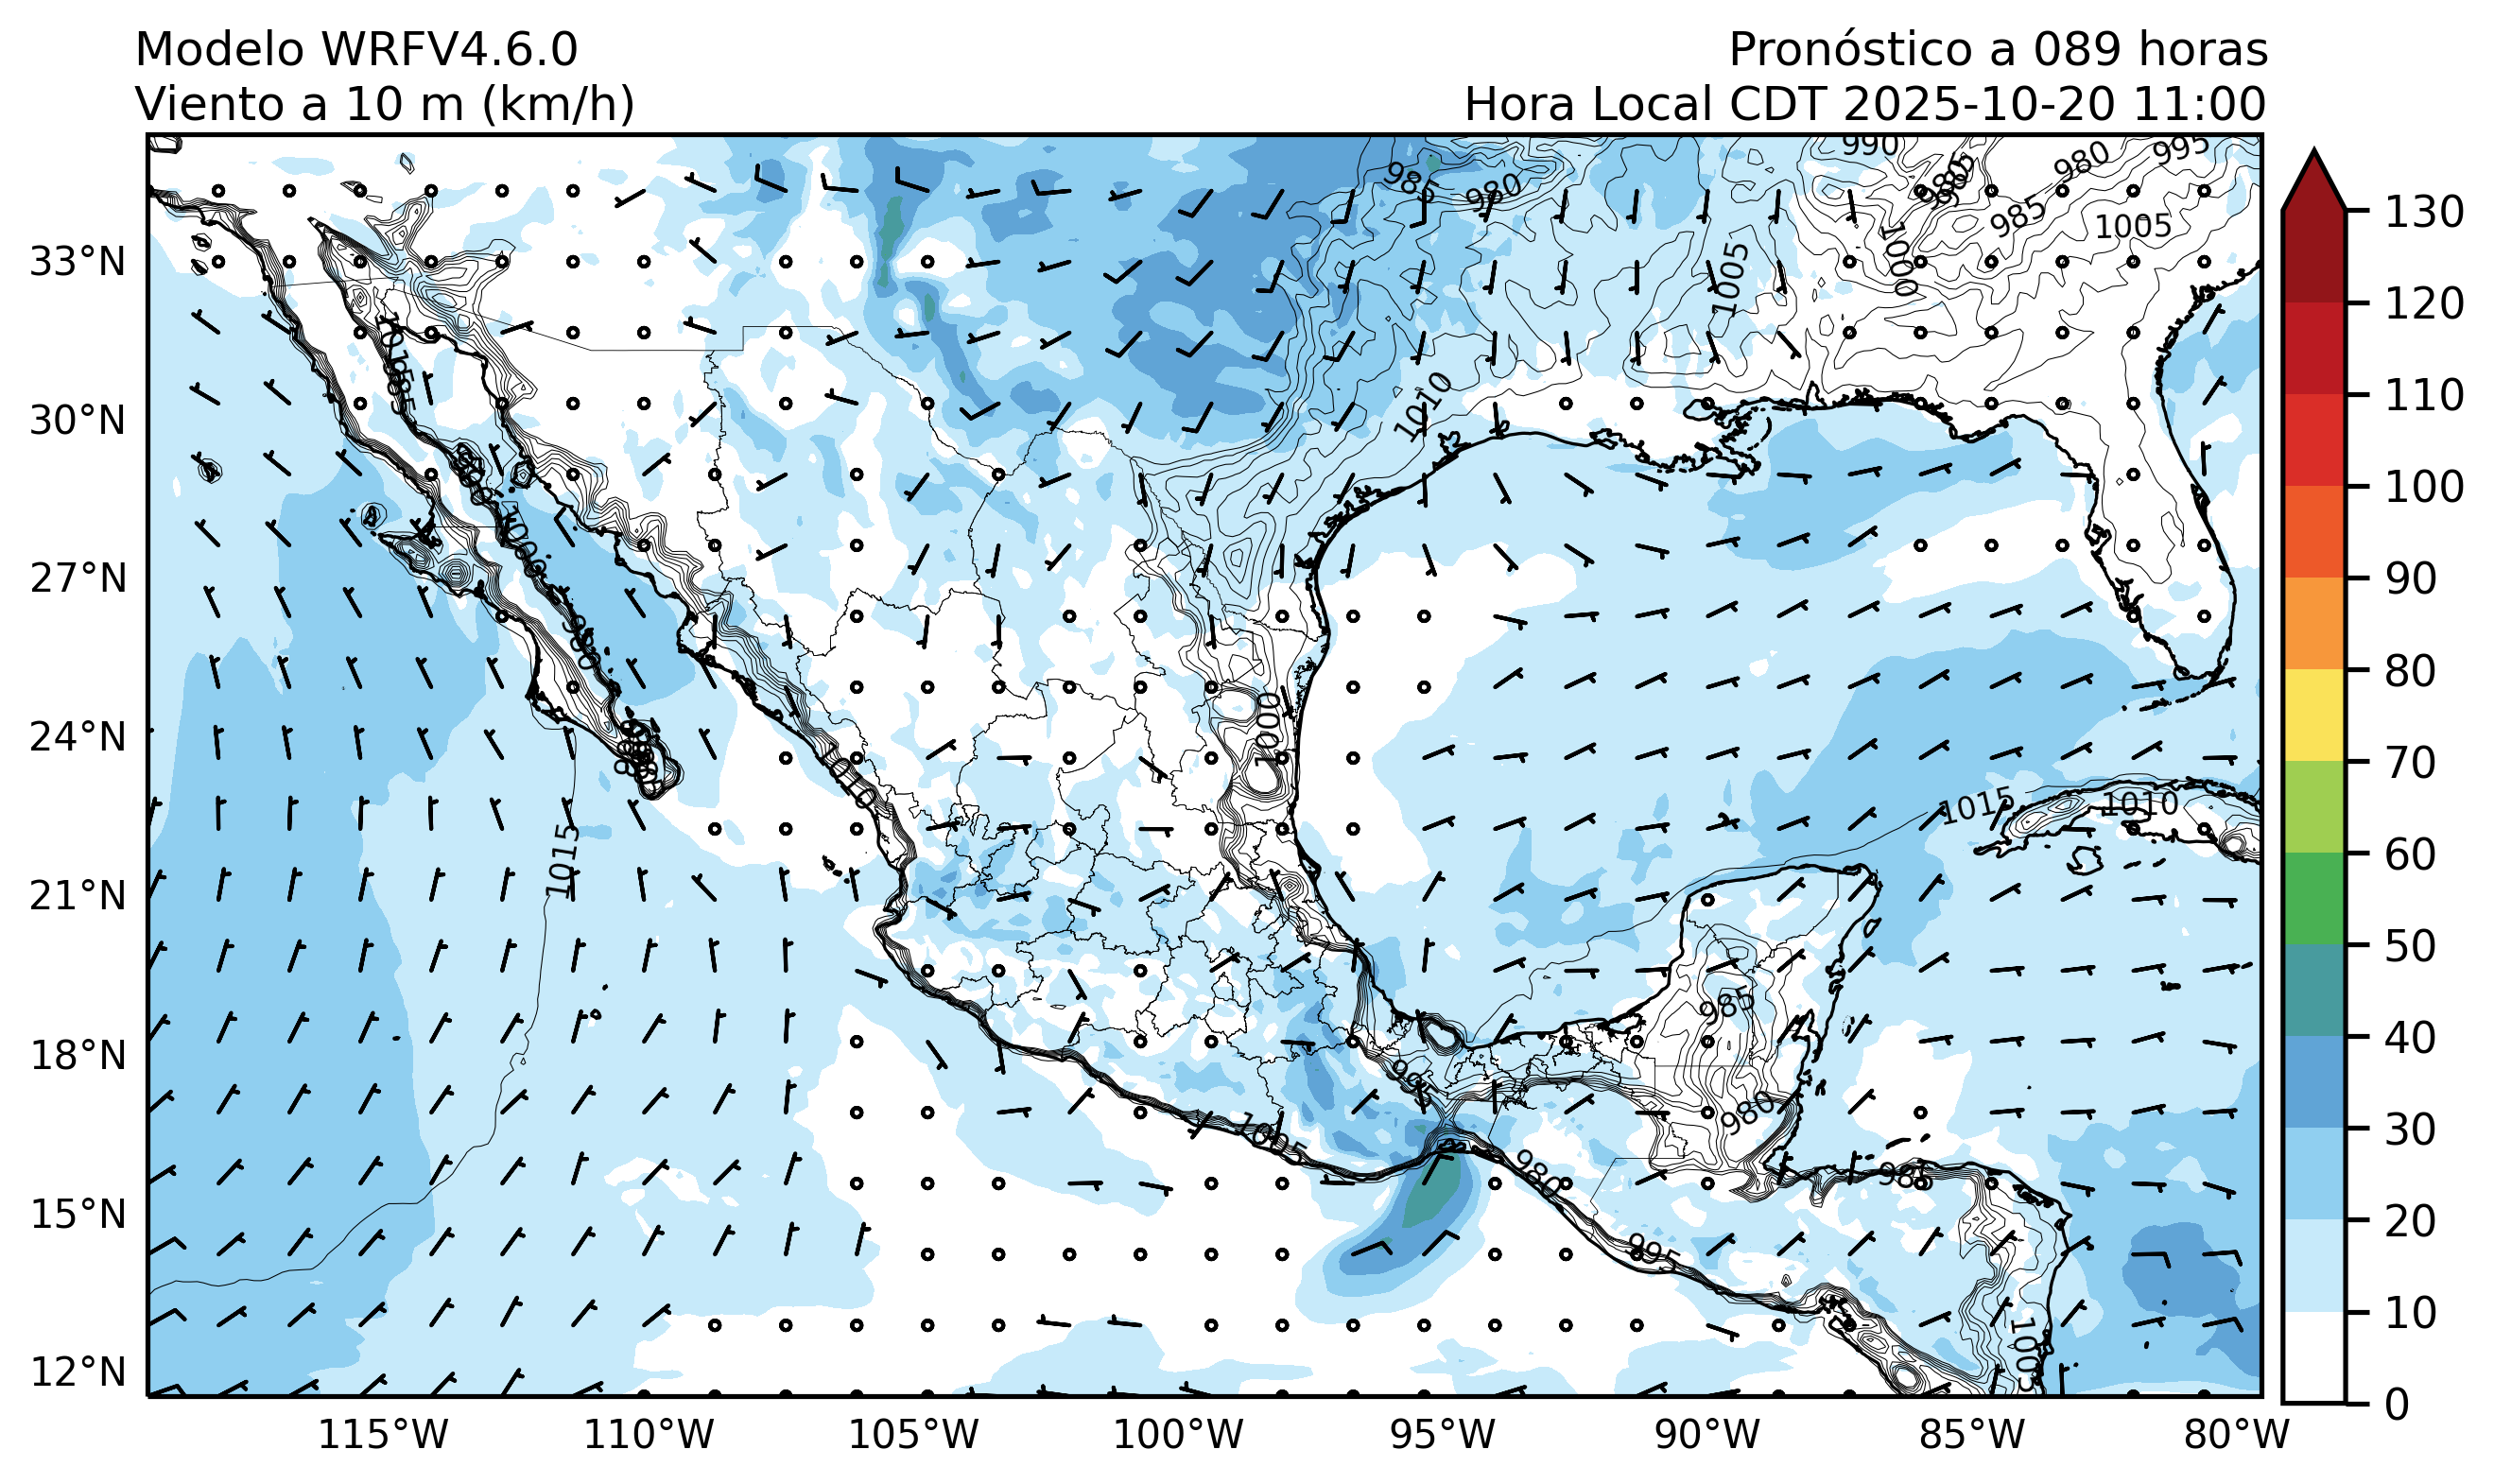 Modelo WRFV4.6.0
Pronóstico a 089 horas
Viento a 10 m (km/h)
Hora Local CDT 2025-10-20 11:00
990
995
980
985
980
985
1005
1000
1005
1010
1000
1015
1010
1010
1015
985
980
995
1005
980
985
995
1005
33°N
30°N
27°N
24°N
21°N
18°N
15°N
12°N
115°W
110°W
105°W
100°W
95°W
90°W
85°W
80°W
130
120
110
100
90
80
70
60
50
40
30
20
10
0